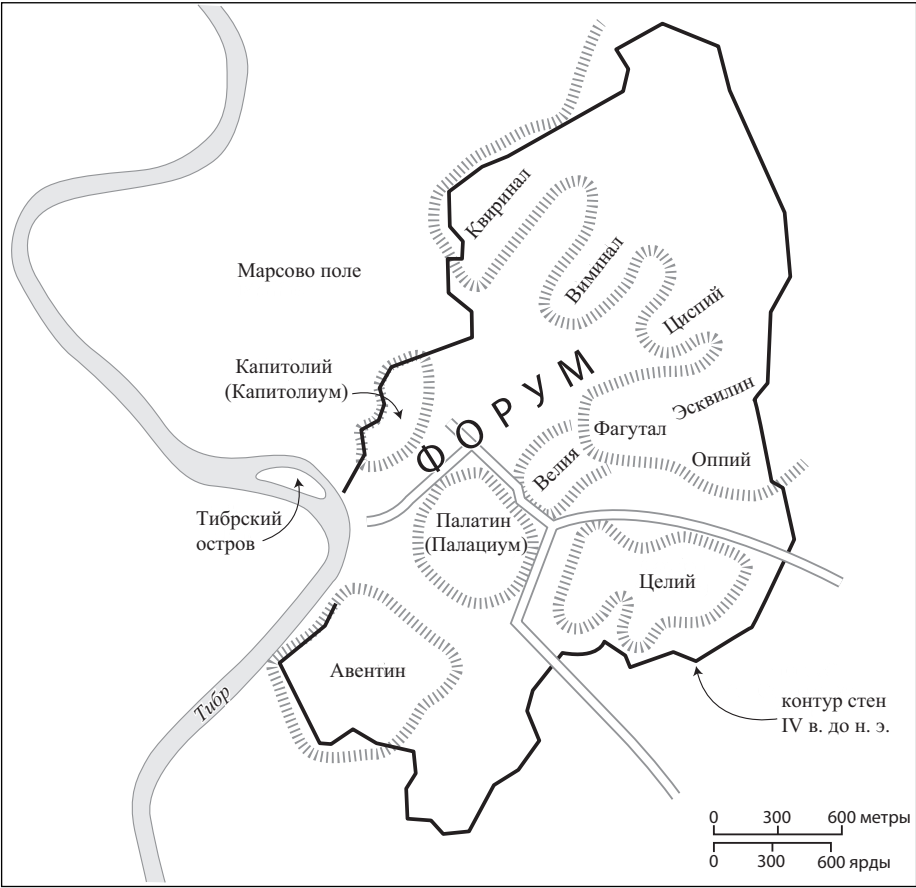 Квиринал
Виминал
Марсово поле
Циспий
Капитолий
(Капитолиум)
ФОРУМ
Эсквилин
Фагутал
Велия
Оппий
Тибрский
остров
Палатин
(Палациум)
Целий
Авентин
Тибр
контур стен
IV в. до н. э.
0 300 600 метры
0 300 600 ярды